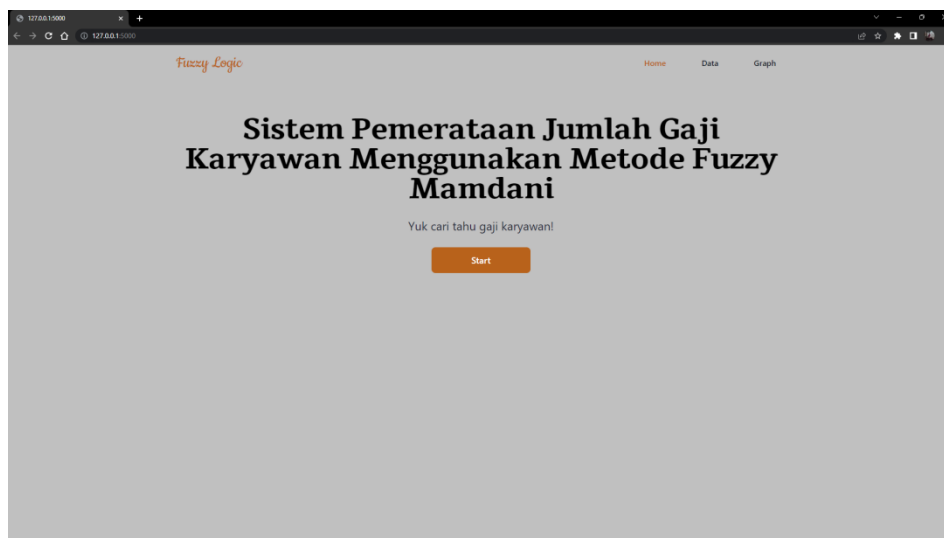 127.0.0.1:5000
127.0.0.1:5000
Fuzzy Logic
Home
Data
Graph
Sistem Pemerataan Jumlah Gaji
Karyawan Menggunakan Metode Fuzzy
Mamdani
Yuk cari tahu gaji karyawan!
Start